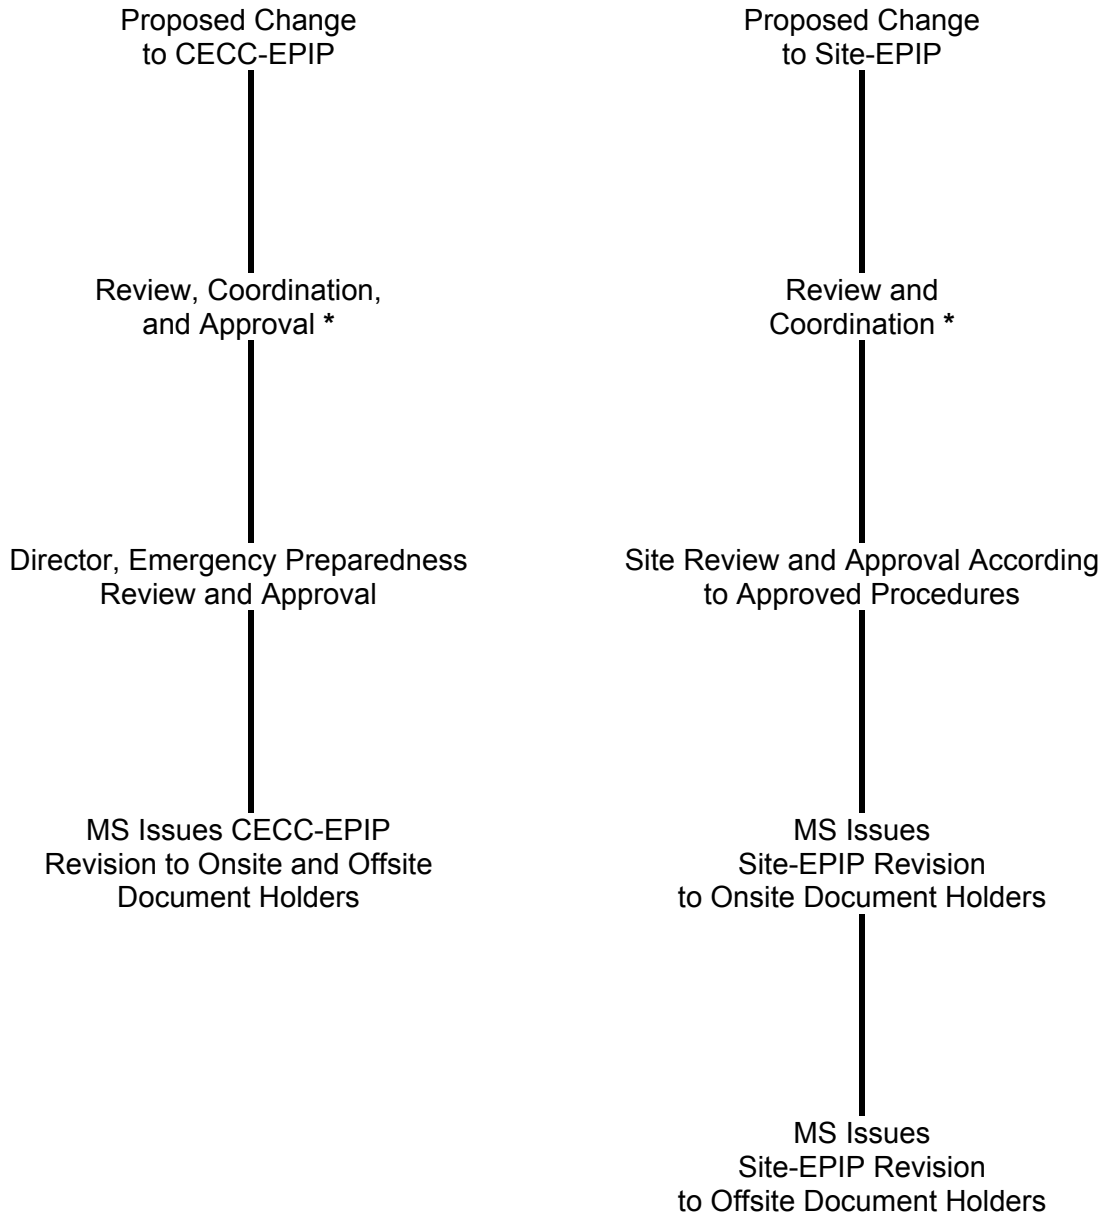 Proposed Change
to CECC-EPIP
Review, Coordination,
and Approval *
Director, Emergency Preparedness
Review and Approval
MS Issues CECC-EPIP
Revision to Onsite and Offsite
Document Holders
Proposed Change
to Site-EPIP
Review and
Coordination *
Site Review and Approval According
to Approved Procedures
MS Issues
Site-EPIP Revision
to Onsite Document Holders
MS Issues
Site-EPIP Revision
to Offsite Document Holders